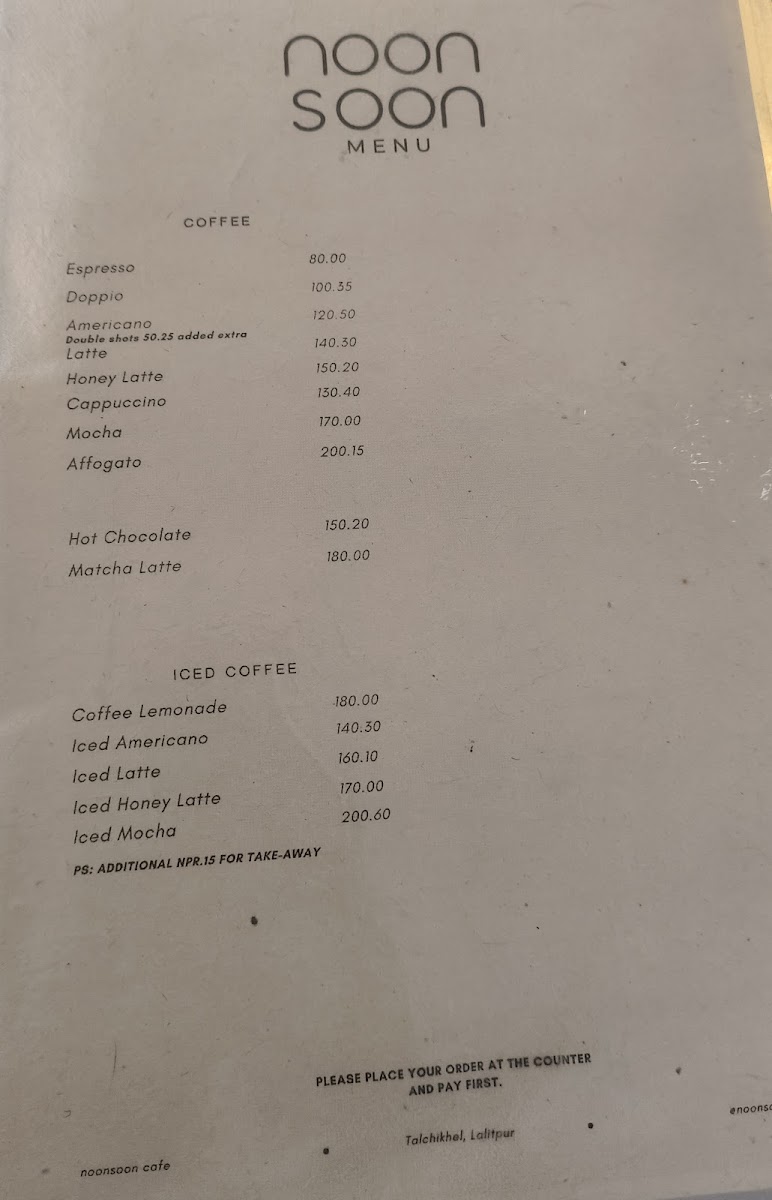 noon
soon
MENU
COFFEE
Espresso 80.00
Doppio 100.35
Americano 120.50
Double shots 50.25 added extra
Latte 140.30
Honey Latte 150.20
Cappuccino 130.40
Mocha 170.00
Affogato 200.15
Hot Chocolate 150.20
Matcha Latte 180.00
ICED COFFEE
Coffee Lemonade 180.00
Iced Americano 140.30
Iced Latte 160.10
Iced Honey Latte 170.00
Iced Mocha 200.60
PS: ADDITIONAL NPR.15 FOR TAKE-AWAY
PLEASE PLACE YOUR ORDER AT THE COUNTER
AND PAY FIRST.
noonsoon cafe Talchikhel, Lalitpur